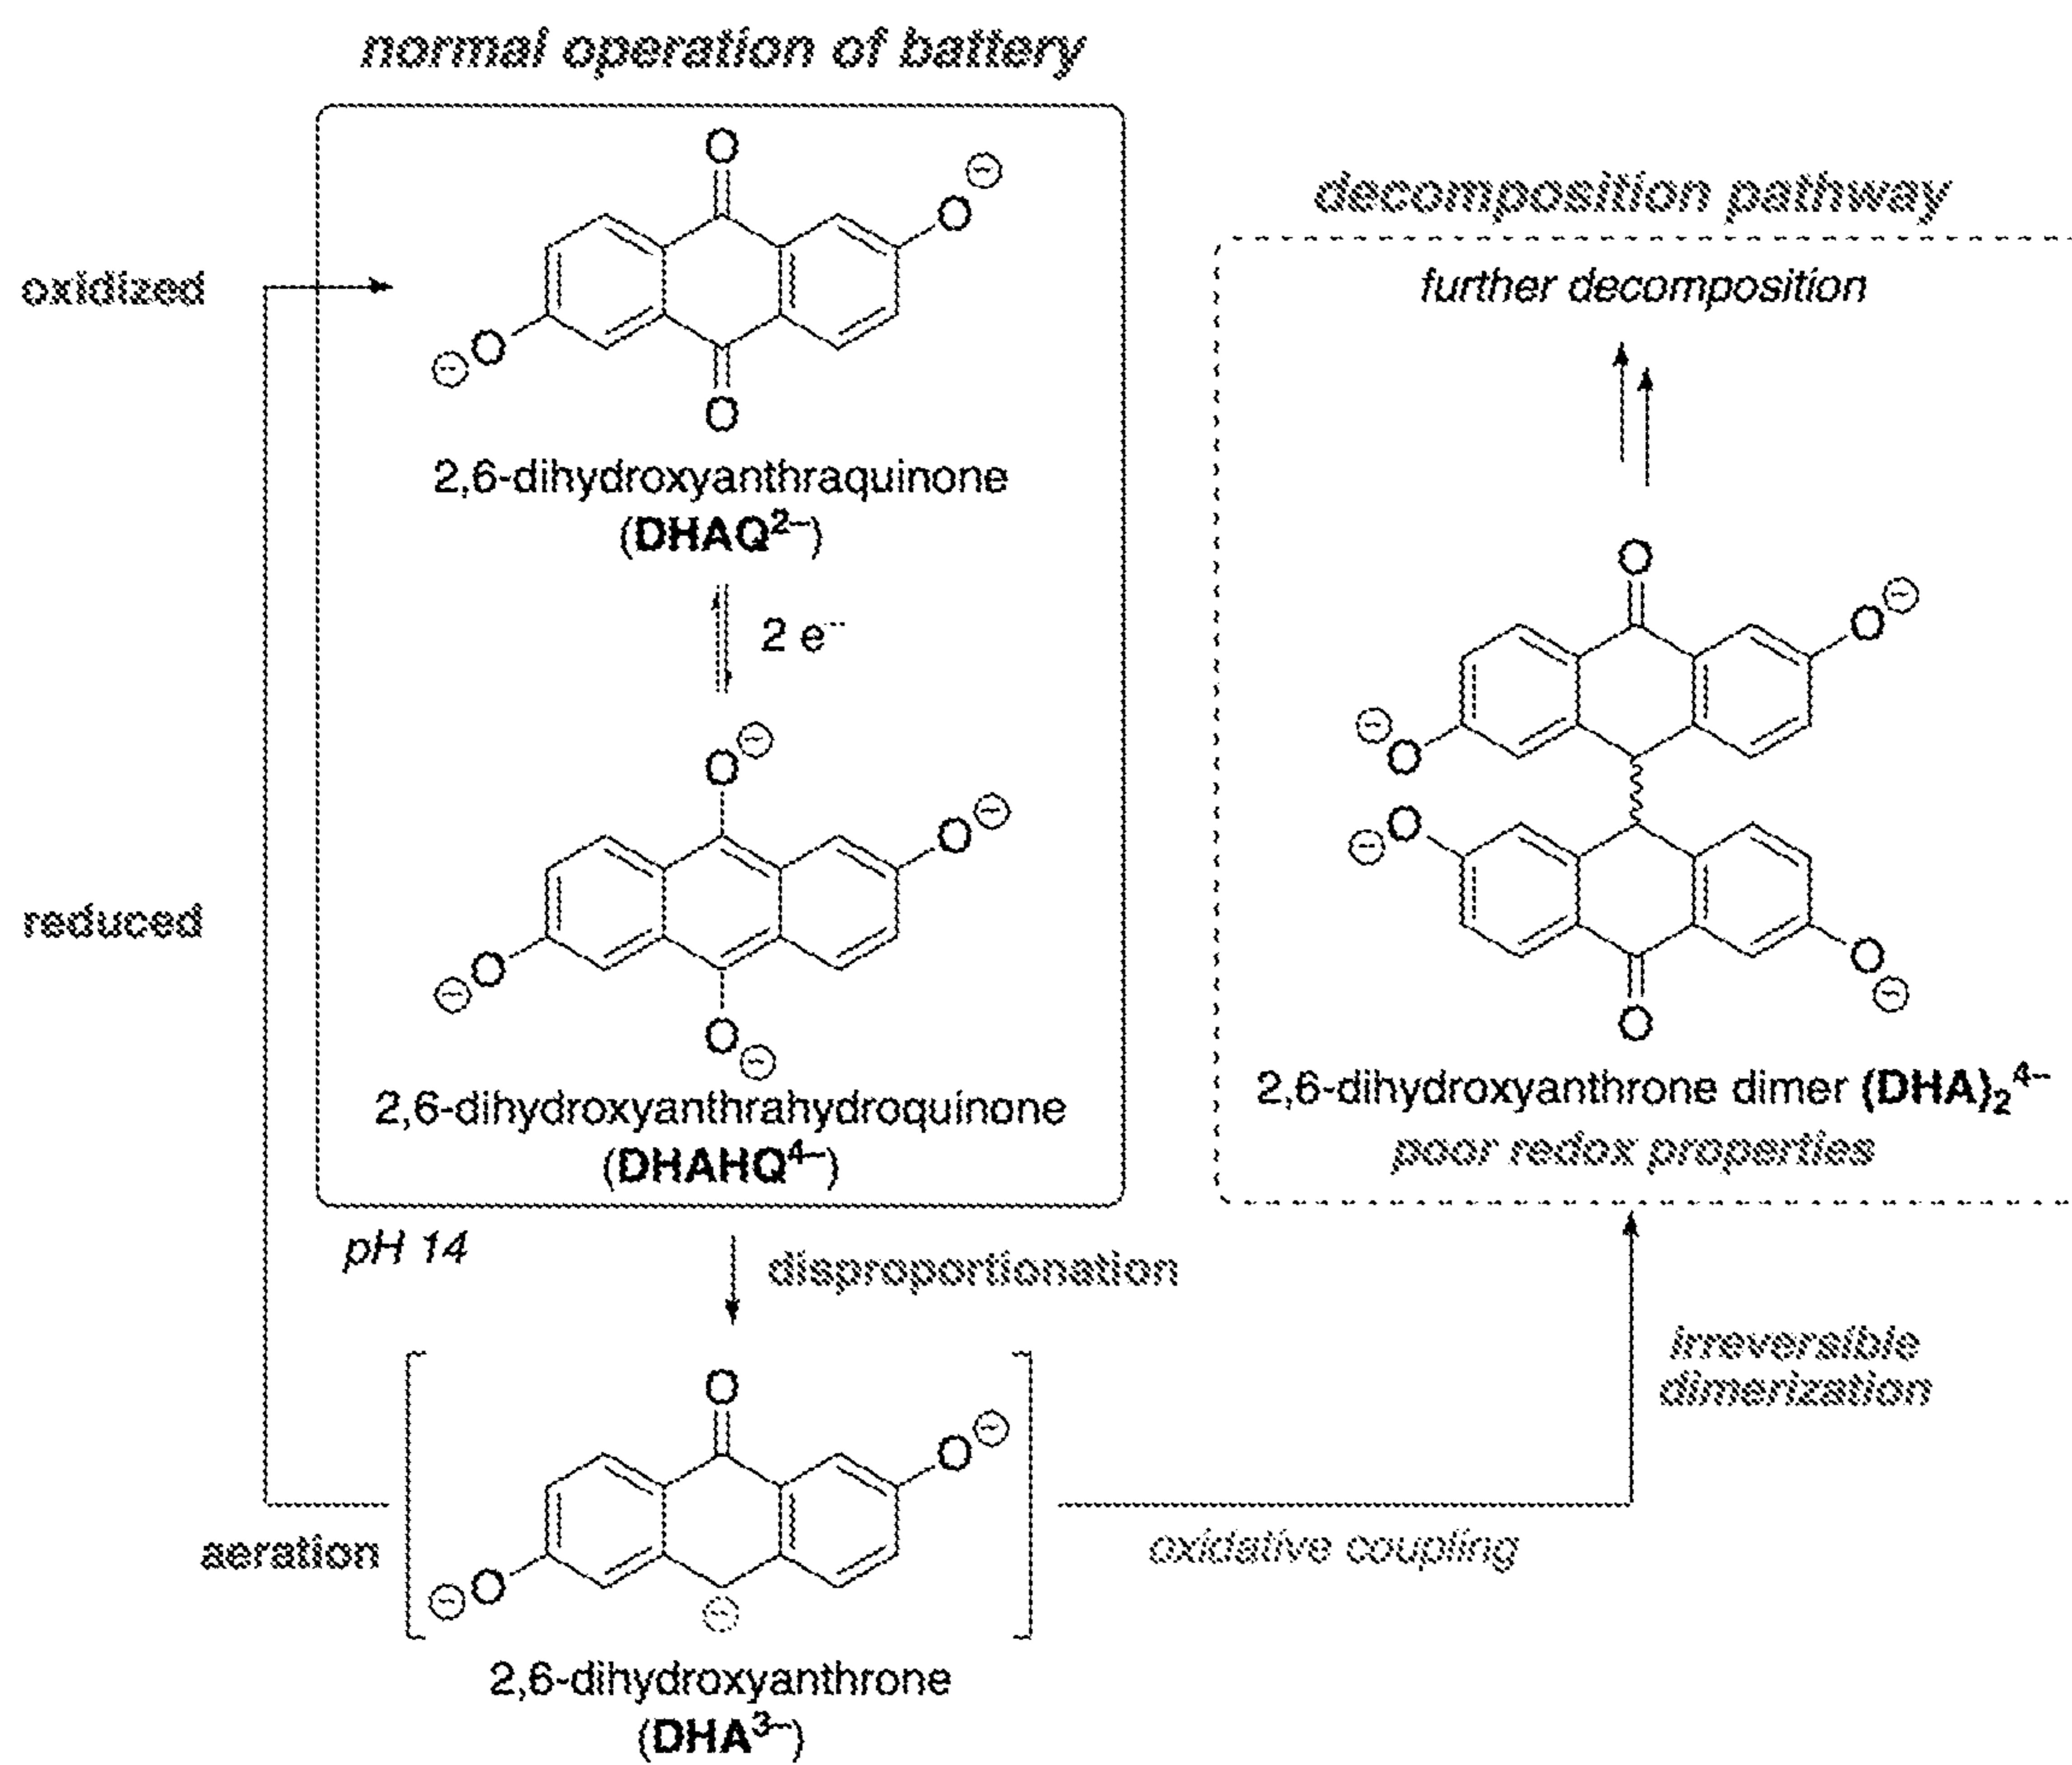 normal operation of battery
O
O
⊖
oxidized
⊖
O
O
2,6-dihydroxyanthraquinone
(DHAQ²⁻)
2 e⁻
O
⊖
O
⊖
reduced
O
⊖
O
⊖
2,6-dihydroxyanthrahydroquinone
(DHAHQ⁴⁻)
pH 14
disproportionation
O
O
⊖
aeration
⊖
O
⊖
2,6-dihydroxyanthrone
(DHA³⁻)
oxidative coupling
irreversible
dimerization
decomposition pathway
further decomposition
O
O
⊖
⊖
O
O
⊖
O
⊖
O
2,6-dihydroxyanthrone dimer (DHA)₂⁴⁻
poor redox properties